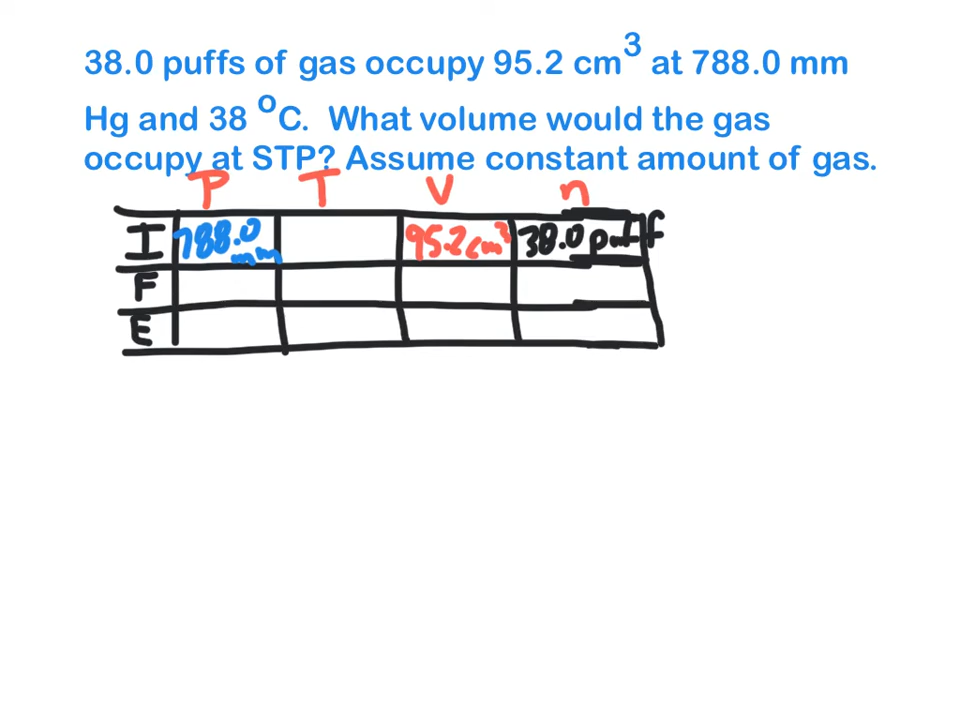 38.0 puffs of gas occupy 95.2 cm³ at 788.0 mm
Hg and 38 °C. What volume would the gas
occupy at STP? Assume constant amount of gas.
P T V n
I 788.0 mm 95.2 cm³ 38.0 puff
F
E